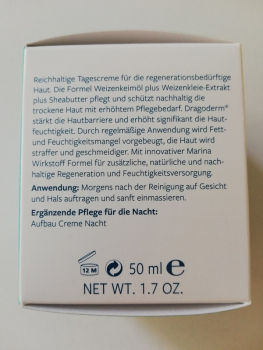 Reichhaltige Tagescreme für die regenerationsbedürftige
Haut. Die Formel Weizenkeimöl plus Weizenkleie-Extrakt
plus Sheabutter pflegt und schützt nachhaltig die
trockene Haut mit erhöhtem Pflegebedarf. Dragoderm®
stärkt die Hautbarriere und erhöht signifikant die Haut-
feuchtigkeit. Durch regelmäßige Anwendung wird Fett-
und Feuchtigkeitsmangel vorgebeugt, die Haut wird
straffer und geschmeidiger. Mit innovativer Marina
Wirkstoff Formel für zusätzliche, natürliche und nach-
haltige Regeneration und Feuchtigkeitsversorgung.
Anwendung: Morgens nach der Reinigung auf Gesicht
und Hals auftragen und sanft einmassieren.
Ergänzende Pflege für die Nacht:
Aufbau Creme Nacht
12 M 50 ml e
NET WT. 1.7 OZ.